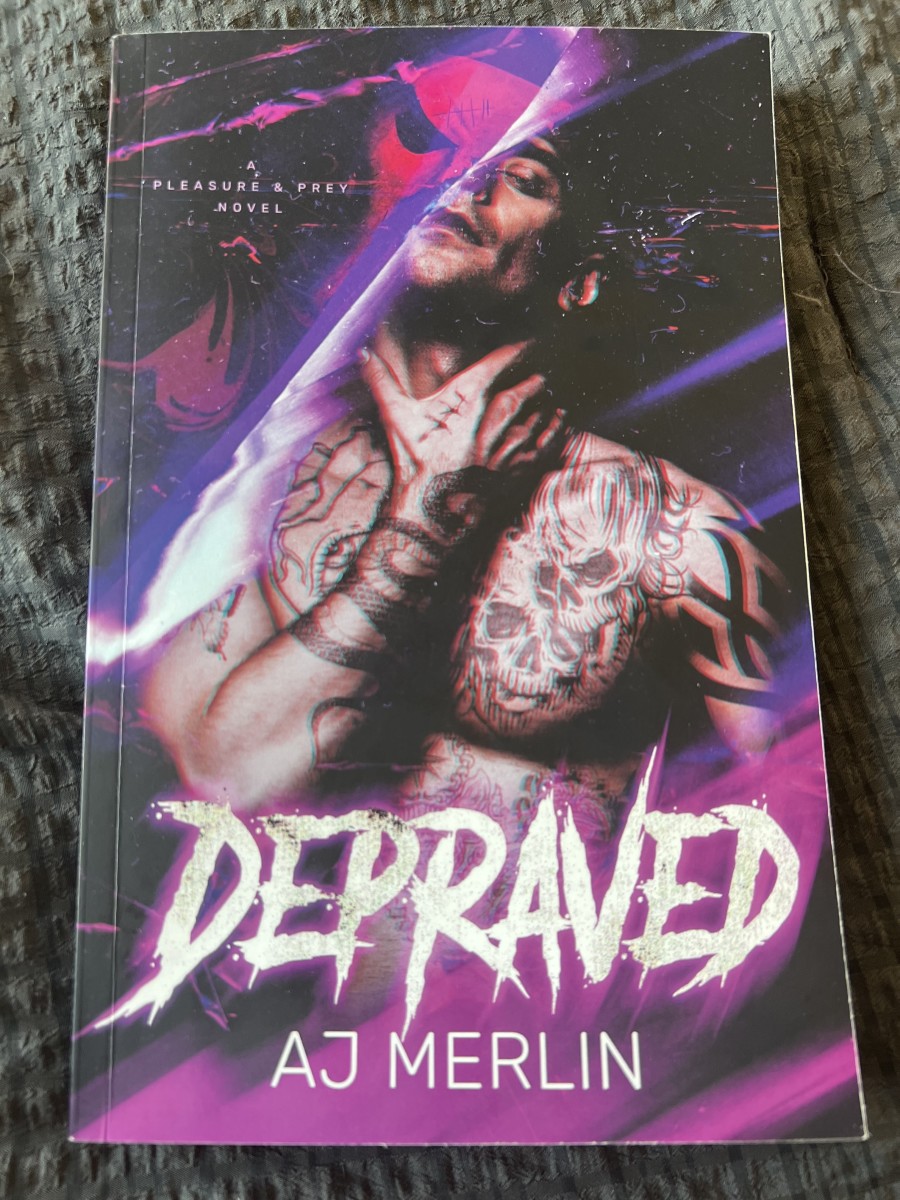 A
PLEASURE & PREY
NOVEL
DEPRAVED
AJ MERLIN